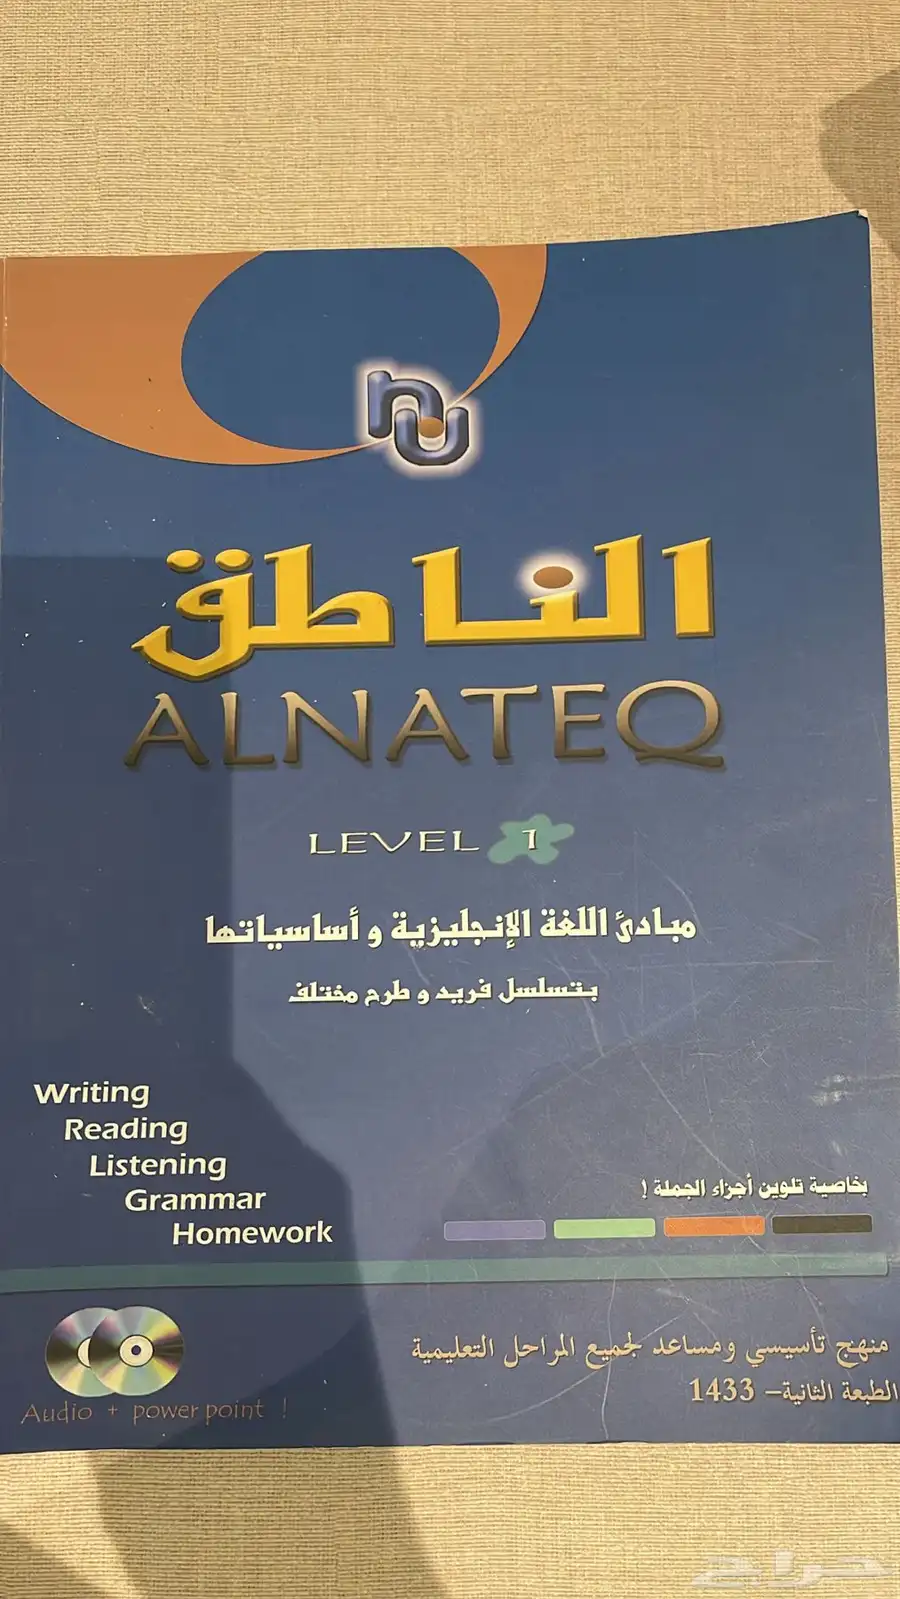 nu
الناطق
ALNATEQ
LEVEL 1
مبادئ اللغة الإنجليزية و أساسياتها
بتسلسل فريد و طرح مختلف
Writing
Reading
Listening
Grammar
Homework
بخاصية تلوين أجزاء الجملة !
منهج تأسيسي ومساعد لجميع المراحل التعليمية
الطبعة الثانية- 1433
Audio + power point !
حراج